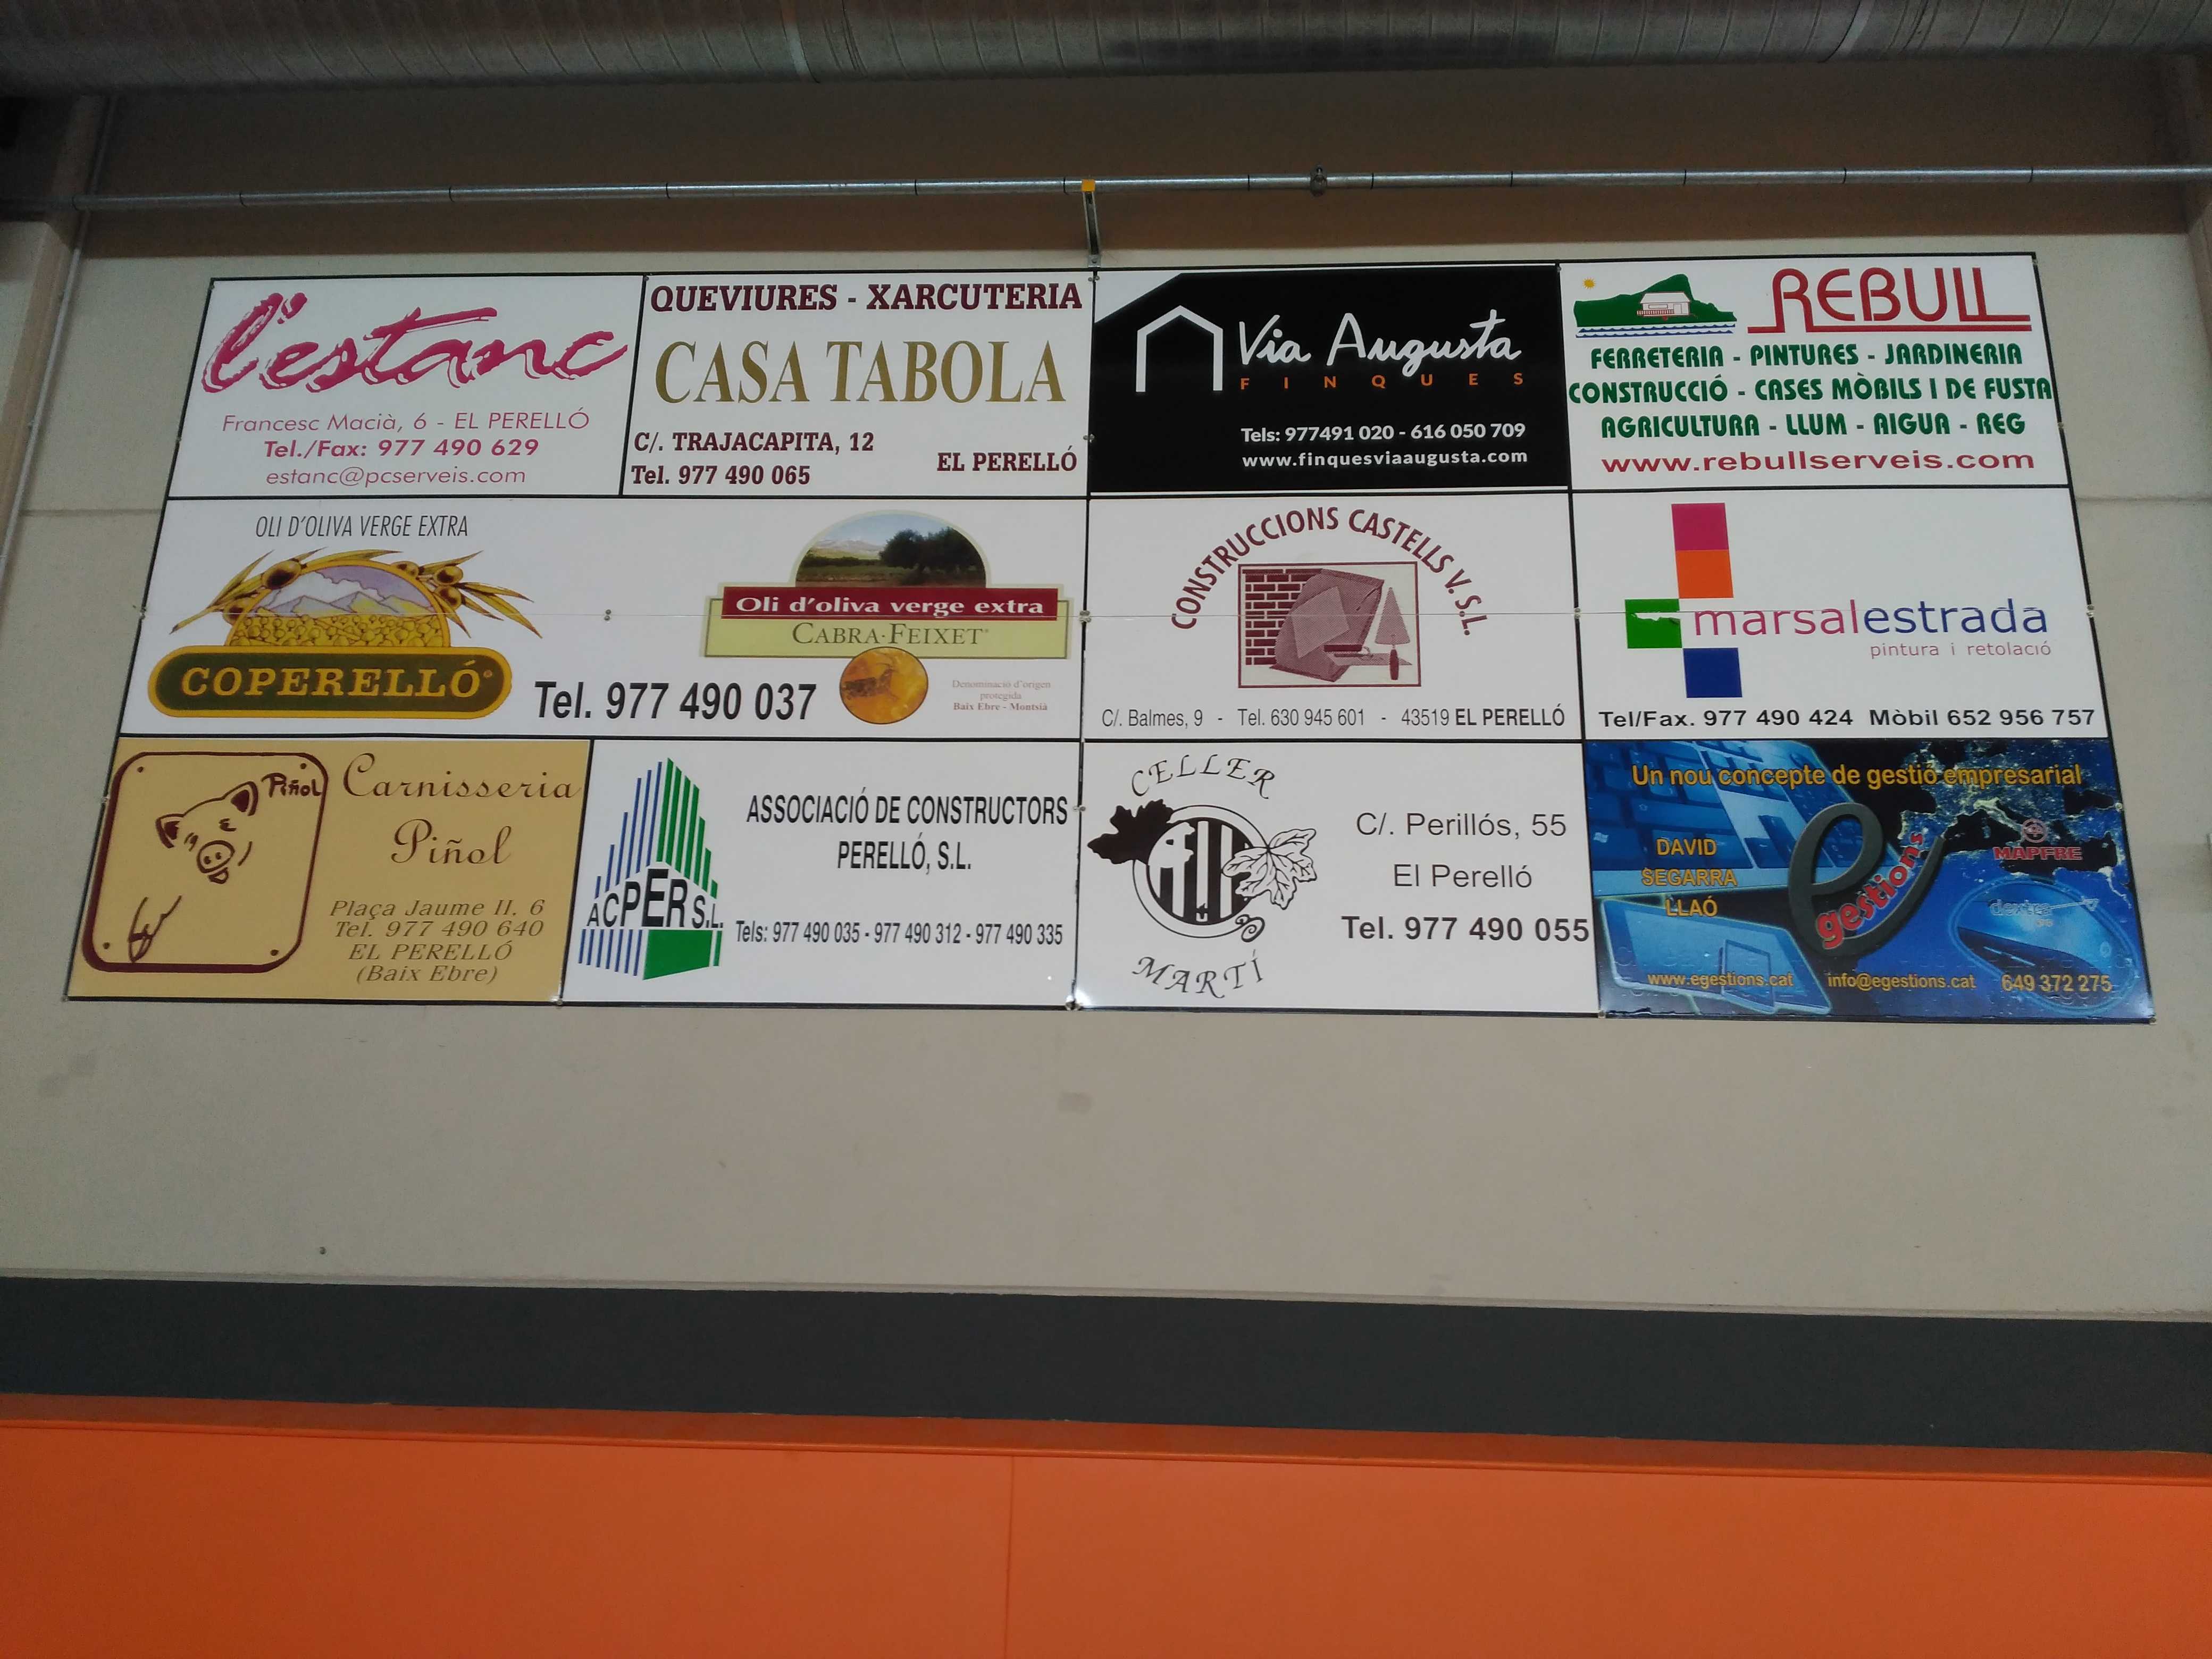 l'estanc
Francesc Macià, 6 - EL PERELLÓ
Tel./Fax: 977 490 629
estanc@pcserveis.com
QUEVIURES - XARCUTERIA
CASA TABOLA
C/. TRAJACAPITA, 12
Tel. 977 490 065
EL PERELLÓ
Via Augusta
FINQUES
Tels: 977491 020 - 616 050 709
www.finquesviaaugusta.com
REBULL
FERRETERIA - PINTURES - JARDINERIA
CONSTRUCCIÓ - CASES MÒBILS I DE FUSTA
AGRICULTURA - LLUM - AIGUA - REG
www.rebullserveis.com
OLI D'OLIVA VERGE EXTRA
COPERELLÓ
Tel. 977 490 037
Oli d'oliva verge extra
CABRA·FEIXET
Denominació d'origen
protegida
Baix Ebre - Montsià
CONSTRUCCIONS CASTELLS V. S.L.
C/. Balmes, 9 - Tel. 630 945 601 - 43519 EL PERELLÓ
marsalestrada
pintura i retolació
Tel/Fax. 977 490 424 Mòbil 652 956 757
Piñol
Carnisseria
Piñol
Plaça Jaume II. 6
Tel. 977 490 640
EL PERELLÓ
(Baix Ebre)
ACPER S.L.
ASSOCIACIÓ DE CONSTRUCTORS
PERELLÓ, S.L.
Tels: 977 490 035 - 977 490 312 - 977 490 335
CELLER
MARTÍ
C/. Perillós, 55
El Perelló
Tel. 977 490 055
Un nou concepte de gestió empresarial
DAVID
SEGARRA
LLAÓ
e
gestions
MAPFRE
www.egestions.cat info@egestions.cat 649 372 275